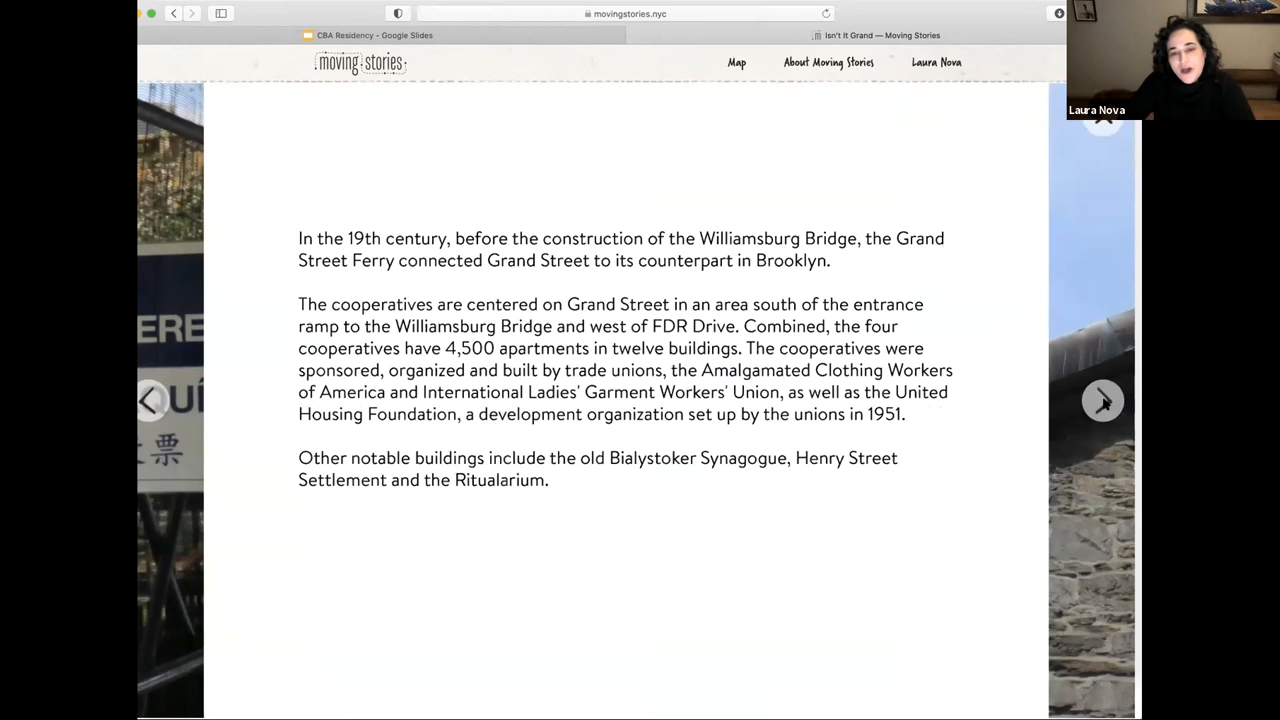 movingstories.nyc
CBA Residency - Google Slides
Isn't It Grand — Moving Stories
moving stories
Map
About Moving Stories
Laura Nova
Laura Nova
In the 19th century, before the construction of the Williamsburg Bridge, the Grand
Street Ferry connected Grand Street to its counterpart in Brooklyn.
The cooperatives are centered on Grand Street in an area south of the entrance
ramp to the Williamsburg Bridge and west of FDR Drive. Combined, the four
cooperatives have 4,500 apartments in twelve buildings. The cooperatives were
sponsored, organized and built by trade unions, the Amalgamated Clothing Workers
of America and International Ladies' Garment Workers' Union, as well as the United
Housing Foundation, a development organization set up by the unions in 1951.
Other notable buildings include the old Bialystoker Synagogue, Henry Street
Settlement and the Ritualarium.
ERE
QUÍ
票